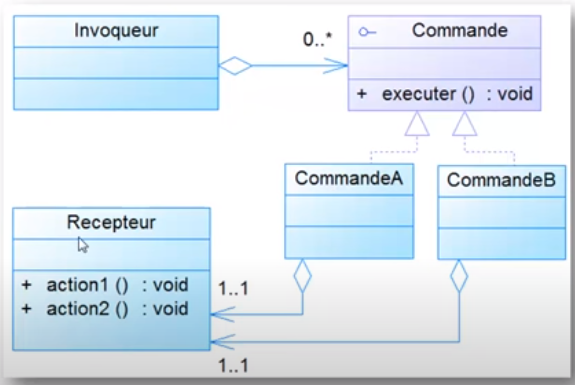 Invoqueur
0..*
Commande
+ executer () : void
CommandeA
CommandeB
Recepteur
+ action1 () : void
+ action2 () : void
1..1
1..1